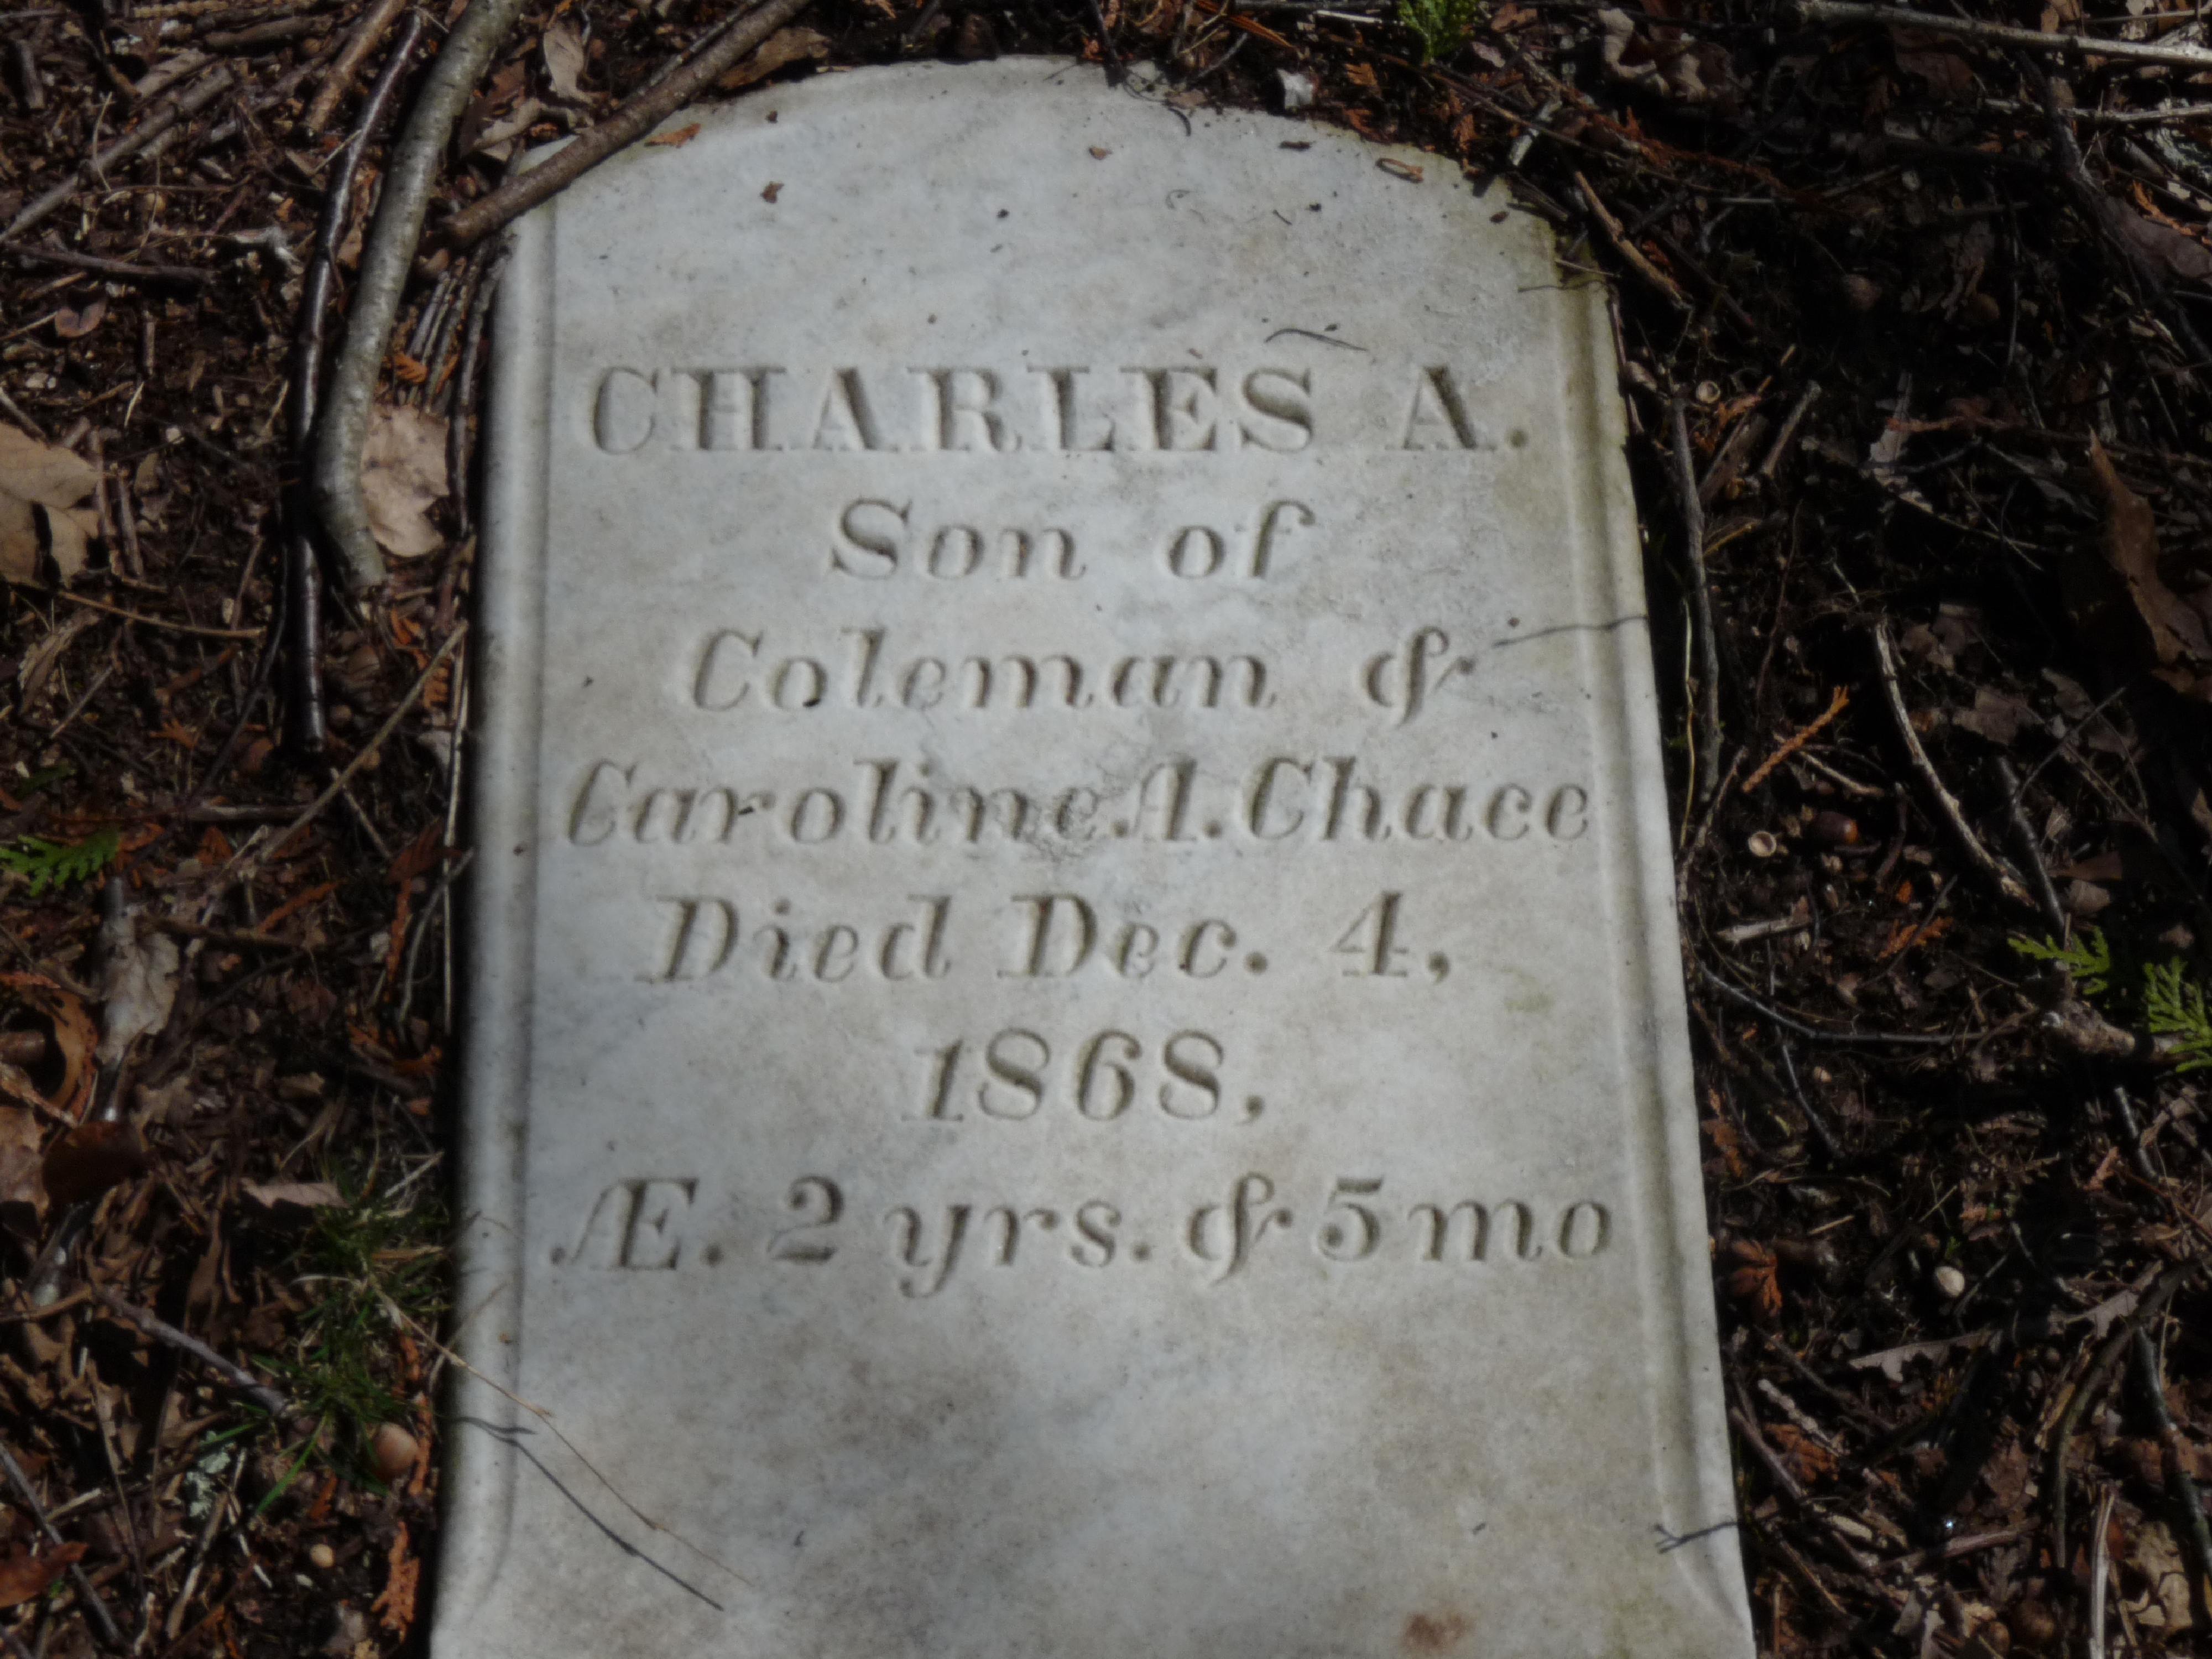 CHARLES A.
Son of
Coleman &
Caroline A. Chace
Died Dec. 4,
1868,
Æ. 2 yrs. & 5 mo